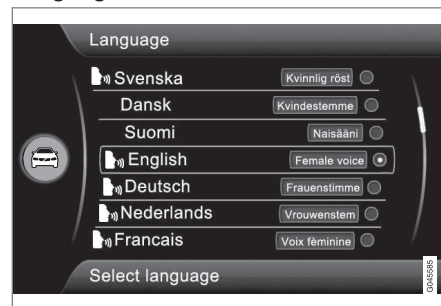 Language
Svenska Kvinnlig röst
Dansk Kvindestemme
Suomi Naisääni
English Female voice
Deutsch Frauenstimme
Nederlands Vrouwenstem
Francais Voix fèminine
Select language
G045585